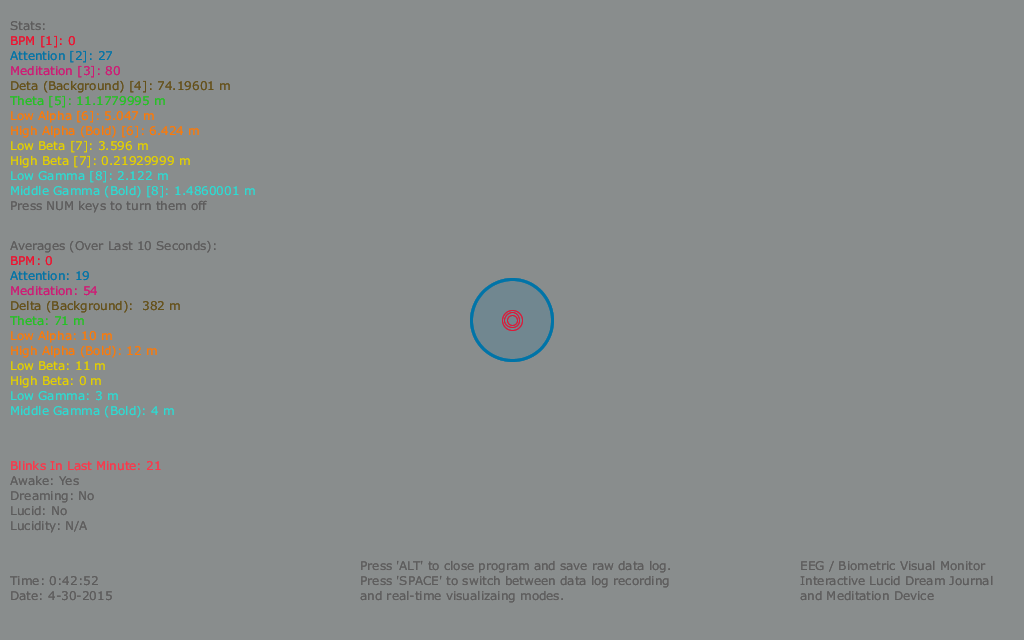 Stats:
BPM [1]: 0
Attention [2]: 27
Meditation [3]: 80
Deta (Background) [4]: 74.19601 m
Theta [5]: 11.1779995 m
Low Alpha [6]: 5.047 m
High Alpha (Bold) [6]: 6.424 m
Low Beta [7]: 3.596 m
High Beta [7]: 0.21929999 m
Low Gamma [8]: 2.122 m
Middle Gamma (Bold) [8]: 1.4860001 m
Press NUM keys to turn them off
Averages (Over Last 10 Seconds):
BPM: 0
Attention: 19
Meditation: 54
Delta (Background):  382 m
Theta: 71 m
Low Alpha: 10 m
High Alpha (Bold): 12 m
Low Beta: 11 m
High Beta: 0 m
Low Gamma: 3 m
Middle Gamma (Bold): 4 m
Blinks In Last Minute: 21
Awake: Yes
Dreaming: No
Lucid: No
Lucidity: N/A
Time: 0:42:52
Date: 4-30-2015
Press 'ALT' to close program and save raw data log.
Press 'SPACE' to switch between data log recording
and real-time visualizaing modes.
EEG / Biometric Visual Monitor
Interactive Lucid Dream Journal
and Meditation Device